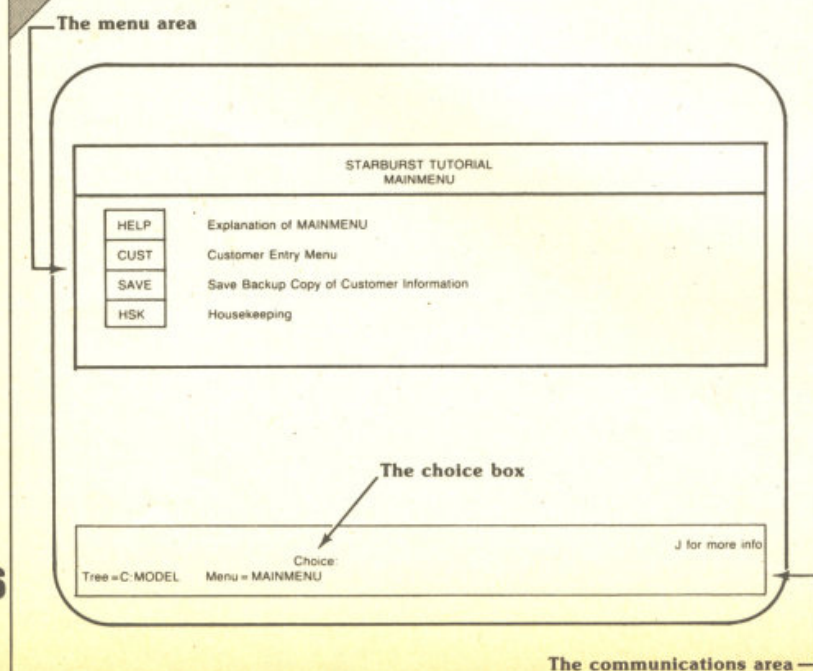 The menu area
STARBURST TUTORIAL
MAINMENU
HELP Explanation of MAINMENU
CUST Customer Entry Menu
SAVE Save Backup Copy of Customer Information
HSK Housekeeping
The choice box
J for more info
Choice:
Tree=C:MODEL Menu = MAINMENU
The communications area